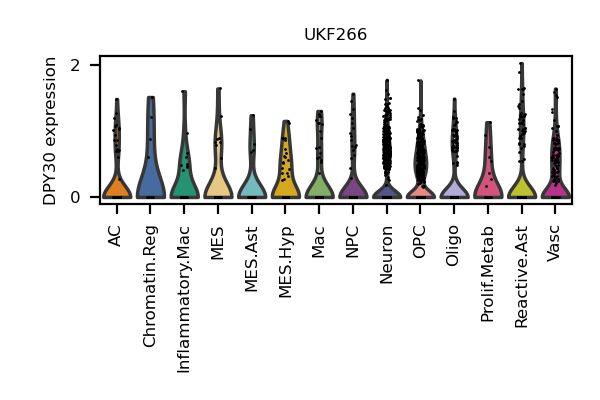 UKF266
DPY30 expression
2
0
AC
Chromatin.Reg
Inflammatory.Mac
MES
MES.Ast
MES.Hyp
Mac
NPC
Neuron
OPC
Oligo
Prolif.Metab
Reactive.Ast
Vasc